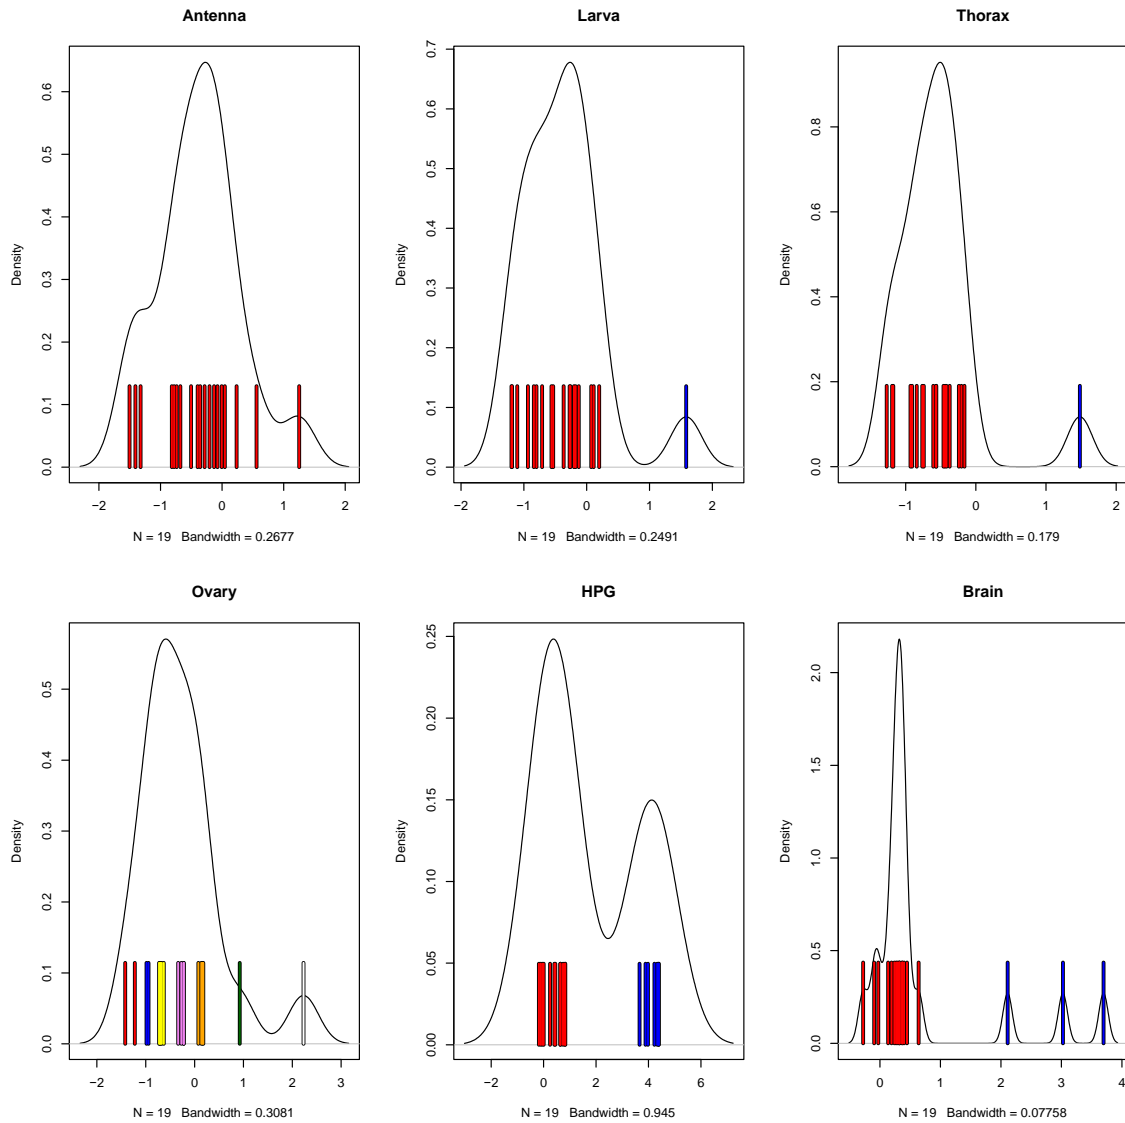 Antenna
Density
0.0 0.1 0.2 0.3 0.4 0.5 0.6
−2 −1 0 1 2
N = 19 Bandwidth = 0.2677
Larva
Density
0.0 0.1 0.2 0.3 0.4 0.5 0.6 0.7
−2 −1 0 1 2
N = 19 Bandwidth = 0.2491
Thorax
Density
0.0 0.2 0.4 0.6 0.8
−1 0 1 2
N = 19 Bandwidth = 0.179
Ovary
Density
0.0 0.1 0.2 0.3 0.4 0.5
−2 −1 0 1 2 3
N = 19 Bandwidth = 0.3081
HPG
Density
0.00 0.05 0.10 0.15 0.20 0.25
−2 0 2 4 6
N = 19 Bandwidth = 0.945
Brain
Density
0.0 0.5 1.0 1.5 2.0
0 1 2 3 4
N = 19 Bandwidth = 0.07758